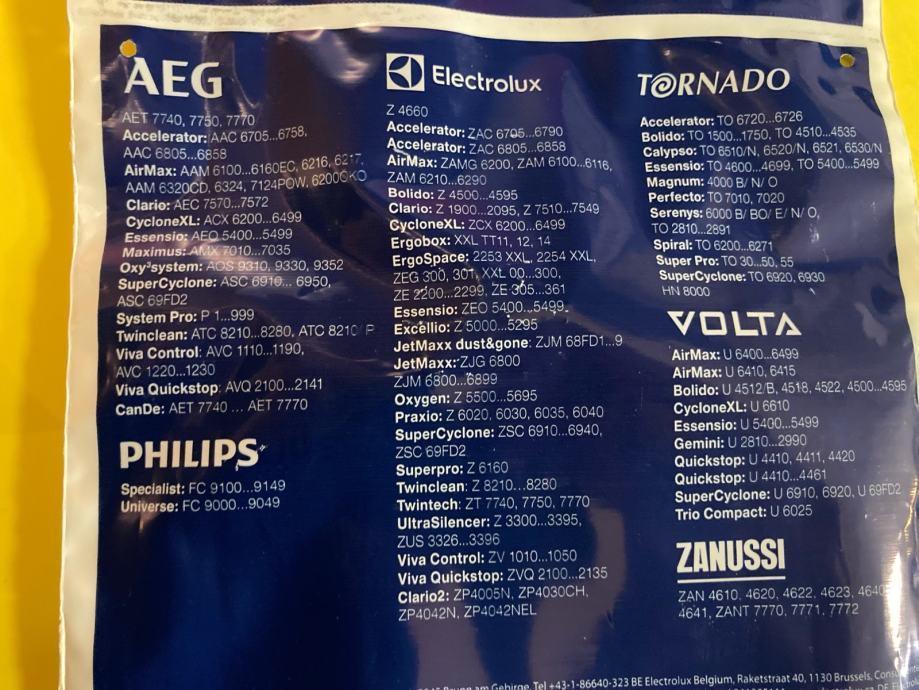 AEG
AET 7740, 7750, 7770
Accelerator: AAC 6705...6758,
AAC 6805...6858
AirMax: AAM 6100...6160EC, 6216, 6217,
AAM 6320CD, 6324, 7124POW,
Clario: AEC 7570...7572
CycloneXL: ACX 6200...6499
Essensio: AEO 5400...5499
Maximus: AMX 7010...7035
Oxy³system: AOS 9310, 9330, 9352
SuperCyclone: ASC 6910... 6950,
ASC 69FD2
System Pro: P 1...999
Twinclean: ATC 8210...8280, ATC 8210 P
Viva Control: AVC 1110...1190,
AVC 1220...1230
Viva Quickstop: AVQ 2100...2141
CanDe: AET 7740 ... AET 7770
PHILIPS
Specialist: FC 9100...9149
Universe: FC 9000...9049
Electrolux
Z 4660
Accelerator: ZAC 6705...6790
Accelerator: ZAC 6805...6858
AirMax: ZAMG 6200, ZAM 6100...6116,
ZAM 6210...6290
Bolido: Z 4500...4595
Clario: Z 1900...2095, Z 7510...7549
CycloneXL: ZCX 6200...6499
Ergobox: XXL TT11, 12, 14
ErgoSpace: 2253 XXL, 2254 XXL,
ZEG 300, 301, XXL 00...300,
ZE 2200...2299, ZE 305...361
Essensio: ZEO 5400...5499
Excellio: Z 5000...5295
JetMaxx dust&gone: ZJM 68FD1...9
JetMaxx: ZJG 6800
ZJM 6800...6899
Oxygen: Z 5500...5695
Praxio: Z 6020, 6030, 6035, 6040
SuperCyclone: ZSC 6910...6940,
ZSC 69FD2
Superpro: Z 6160
Twinclean: Z 8210...8280
Twintech: ZT 7740, 7750, 7770
UltraSilencer: Z 3300...3395,
ZUS 3326...3396
Viva Control: ZV 1010...1050
Viva Quickstop: ZVQ 2100...2135
Clario2: ZP4005N, ZP4030CH,
ZP4042N, ZP4042NEL
TORNADO
Accelerator: TO 6720...6726
Bolido: TO 1500...1750, TO 4510...4535
Calypso: TO 6510/N, 6520/N, 6521, 6530/N
Essensio: TO 4600...4699, TO 5400...5499
Magnum: 4000 B/ N/ O
Perfecto: TO 7010, 7020
Serenys: 6000 B/ BO/ E/ N/ O,
TO 2810...2891
Spiral: TO 6200...6271
Super Pro: TO 30...50, 55
SuperCyclone: TO 6920, 6930
HN 8000
VOLTA
AirMax: U 6400...6499
AirMax: U 6410, 6415
Bolido: U 4512/B, 4518, 4522, 4500...4595
CycloneXL: U 6610
Essensio: U 5400...5499
Gemini: U 2810...2990
Quickstop: U 4410, 4411, 4420
Quickstop: U 4410...4461
SuperCyclone: U 6910, 6920, U 69FD2
Trio Compact: U 6025
ZANUSSI
ZAN 4610, 4620, 4622, 4623, 4640
4641, ZANT 7770, 7771, 7772
am Gebirge, Tel +43-1-86640-323 BE Electrolux Belgium, Raketstraat 40, 1130 Brussels,